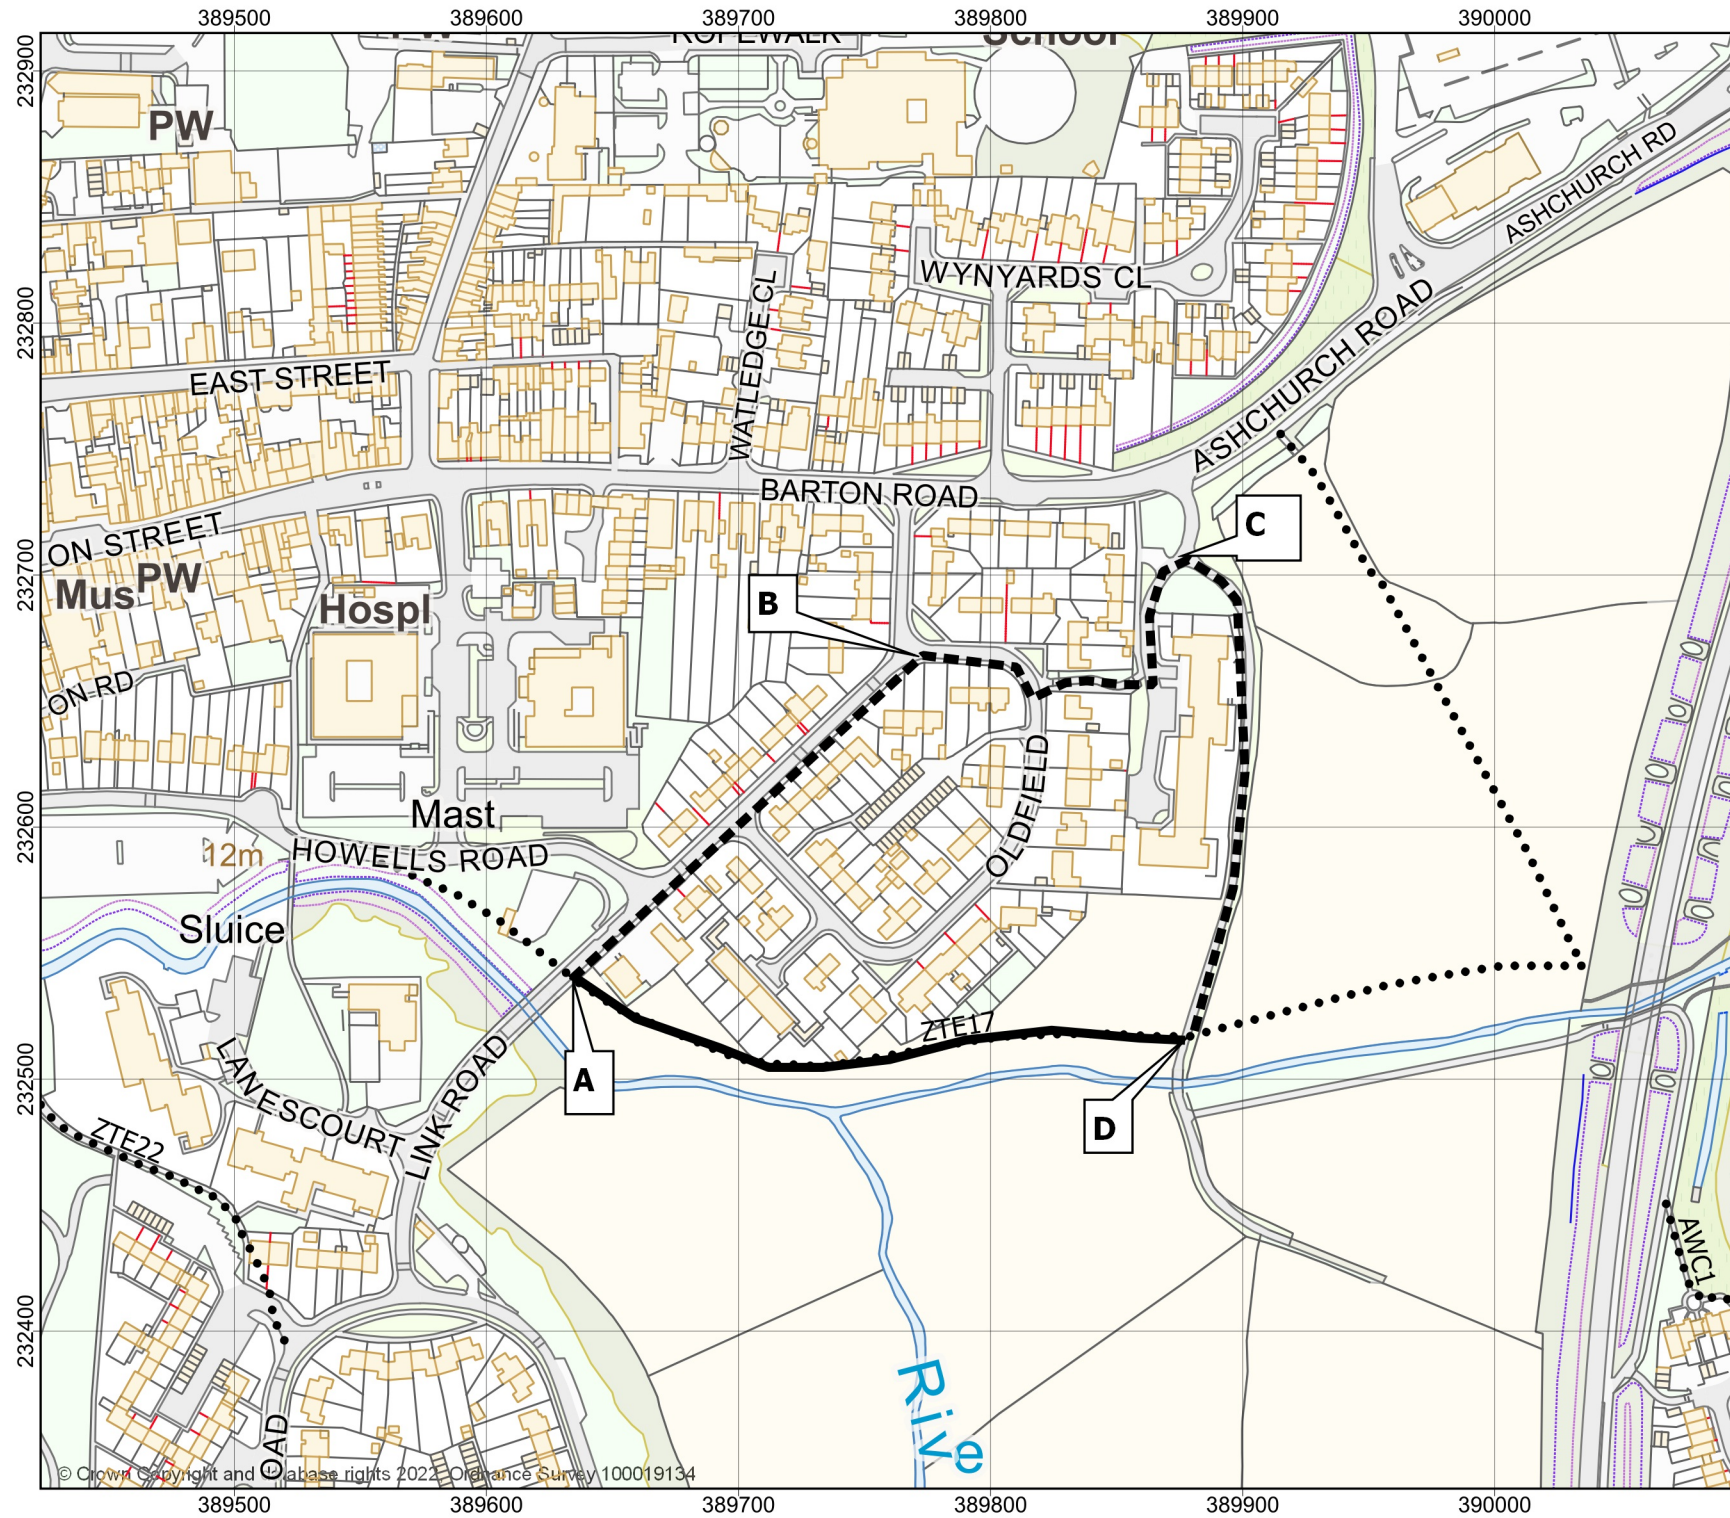 389500 389600 389700 389800 389900 390000
ROPEWALK
School
232900
PW
ASHCHURCH RD
WYNYARDS CL
232800
WATLEDGE CL
ASHCHURCH ROAD
EAST STREET
BARTON ROAD
ON STREET
C
232700
Mus
PW
Hospl
B
ON RD
OLDFIELD
232600
Mast
12m
HOWELLS ROAD
Sluice
ZTE17
232500
A
D
LANESCOURT
LINK ROAD
ZTE22
AWC1
232400
Rive
OAD
© Crown Copyright and database rights 2022. Ordnance Survey 100019134
389500 389600 389700 389800 389900 390000